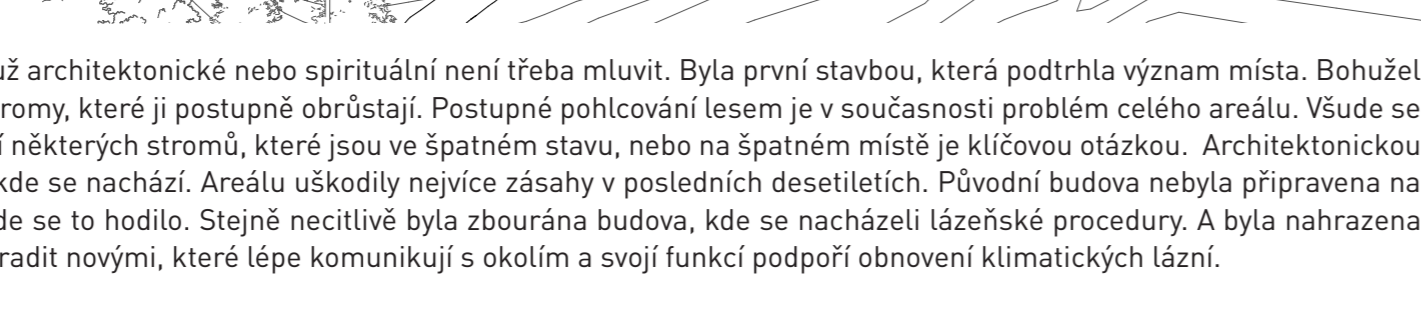 už architektonické nebo spirituální není třeba mluvit. Byla první stavbou, která podtrhla význam místa. Bohužel
romy, které ji postupně obrůstají. Postupné pohlcování lesem je v současnosti problém celého areálu. Všude se
í některých stromů, které jsou ve špatném stavu, nebo na špatném místě je klíčovou otázkou. Architektonickou
kde se nachází. Areálu uškodily nejvíce zásahy v posledních desetiletích. Původní budova nebyla připravena na
de se to hodilo. Stejně necitlivě byla zbourána budova, kde se nacházeli lázeňské procedury. A byla nahrazena
radit novými, které lépe komunikují s okolím a svojí funkcí podpoří obnovení klimatických lázní.